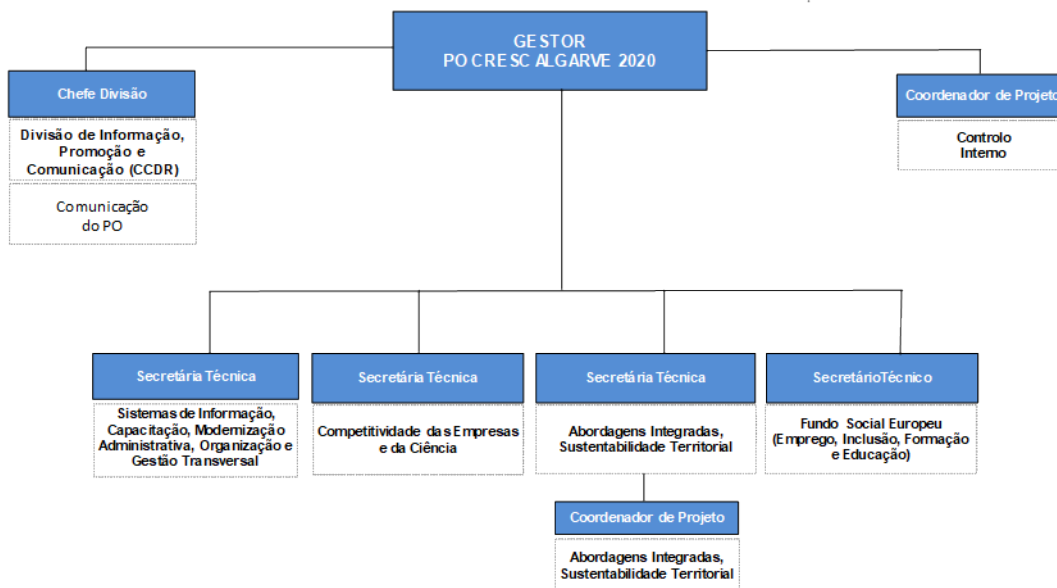 GESTOR
PO CRESC ALGARVE 2020
Chefe Divisão
Divisão de Informação,
Promoção e
Comunicação (CCDR)
Comunicação
do PO
Coordenador de Projeto
Controlo
Interno
Secretária Técnica
Sistemas de Informação,
Capacitação, Modernização
Administrativa, Organização e
Gestão Transversal
Secretária Técnica
Competitividade das Empresas
e da Ciência
Secretária Técnica
Abordagens Integradas,
Sustentabilidade Territorial
SecretárioTécnico
Fundo Social Europeu
(Emprego, Inclusão, Formação
e Educação)
Coordenador de Projeto
Abordagens Integradas,
Sustentabilidade Territorial